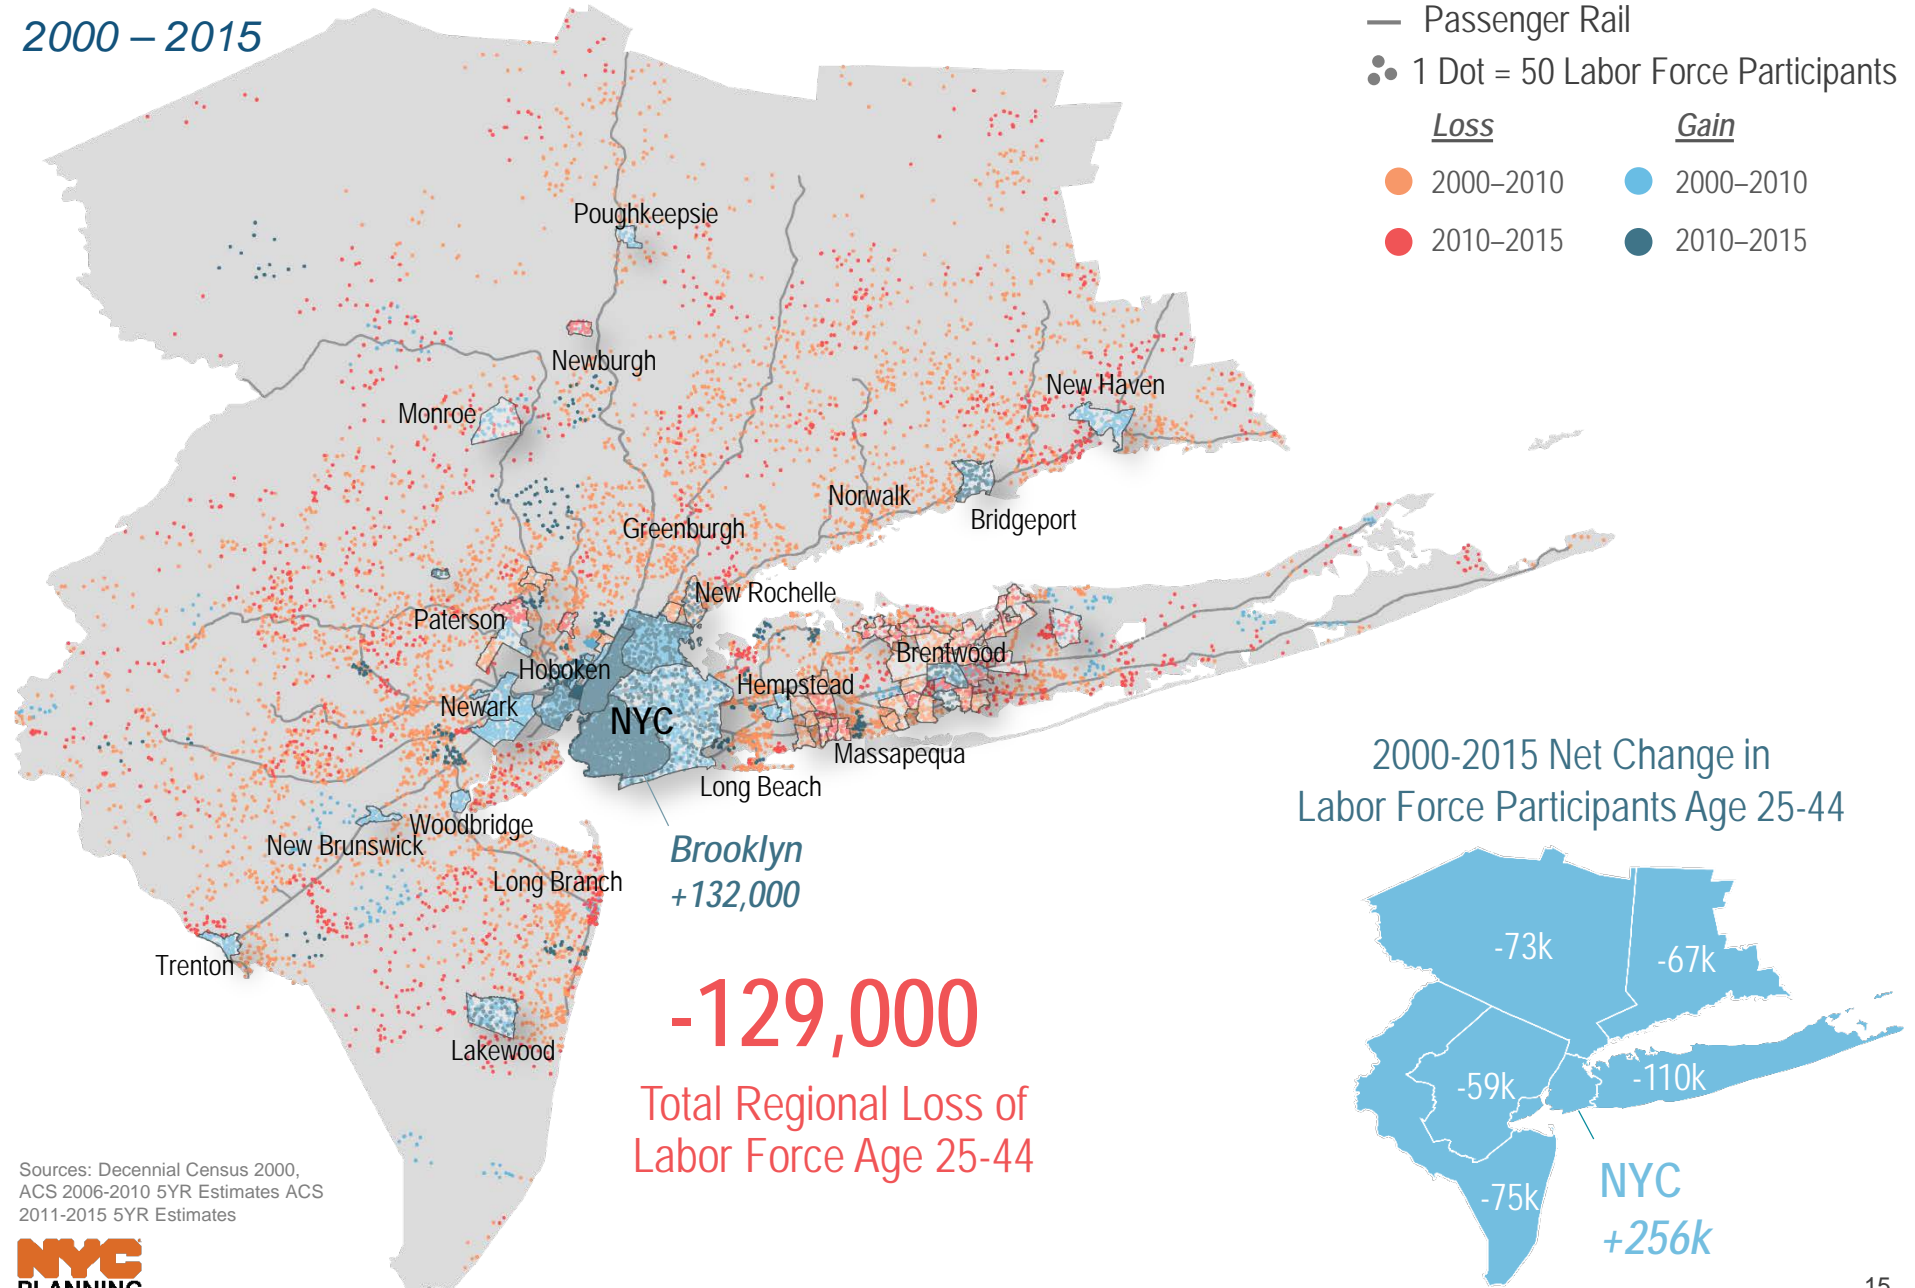 2000 – 2015
Passenger Rail
1 Dot = 50 Labor Force Participants
Loss
Gain
2000–2010
2000–2010
2010–2015
2010–2015
Poughkeepsie
Newburgh
New Haven
Monroe
Norwalk
Greenburgh
Bridgeport
New Rochelle
Paterson
Brentwood
Hoboken
Hempstead
Newark
NYC
Massapequa
Long Beach
Woodbridge
New Brunswick
Long Branch
Trenton
Lakewood
Brooklyn
+132,000
-129,000
Total Regional Loss of
Labor Force Age 25-44
2000-2015 Net Change in
Labor Force Participants Age 25-44
-73k
-67k
-59k
-110k
-75k
NYC
+256k
Sources: Decennial Census 2000,
ACS 2006-2010 5YR Estimates ACS
2011-2015 5YR Estimates
NYC
PLANNING
15